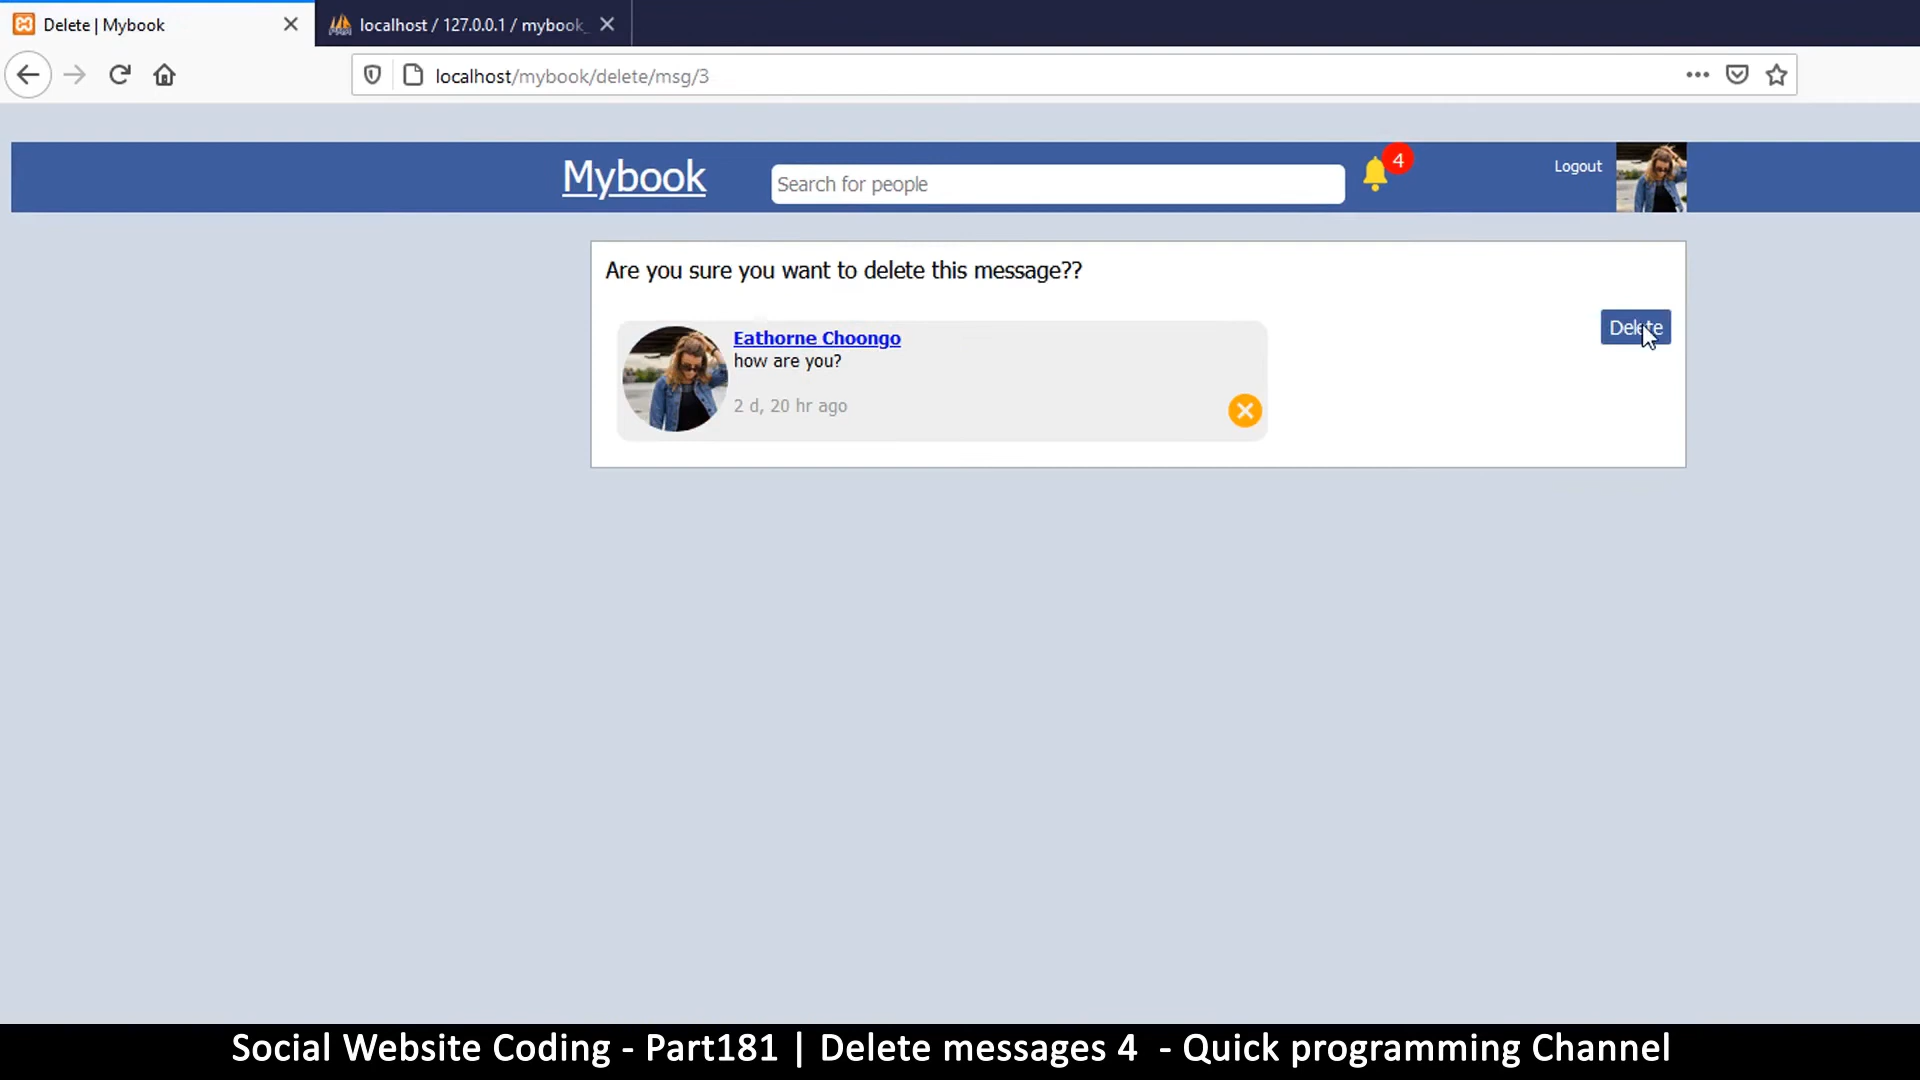 Delete | Mybook
localhost / 127.0.0.1 / mybook_
localhost/mybook/delete/msg/3
Mybook
Search for people
4
Logout
Are you sure you want to delete this message??
Delete
Eathorne Choongo
how are you?
2 d, 20 hr ago
Social Website Coding - Part181 | Delete messages 4 - Quick programming Channel